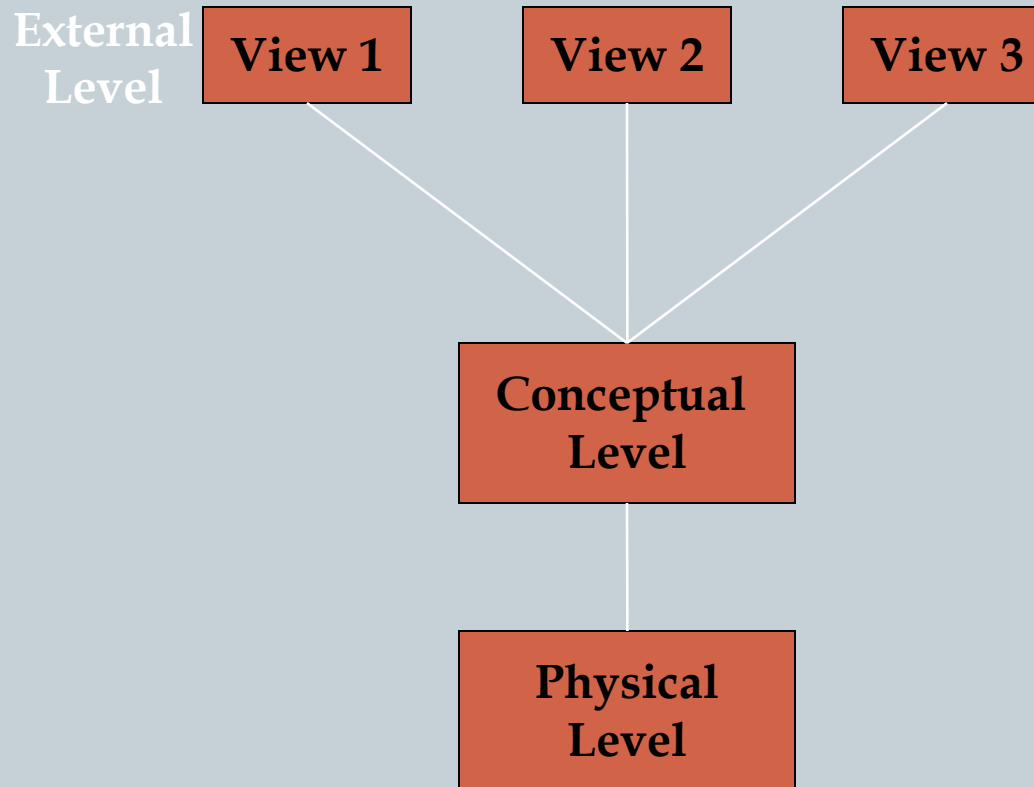 External
Level
View 1
View 2
View 3
Conceptual
Level
Physical
Level